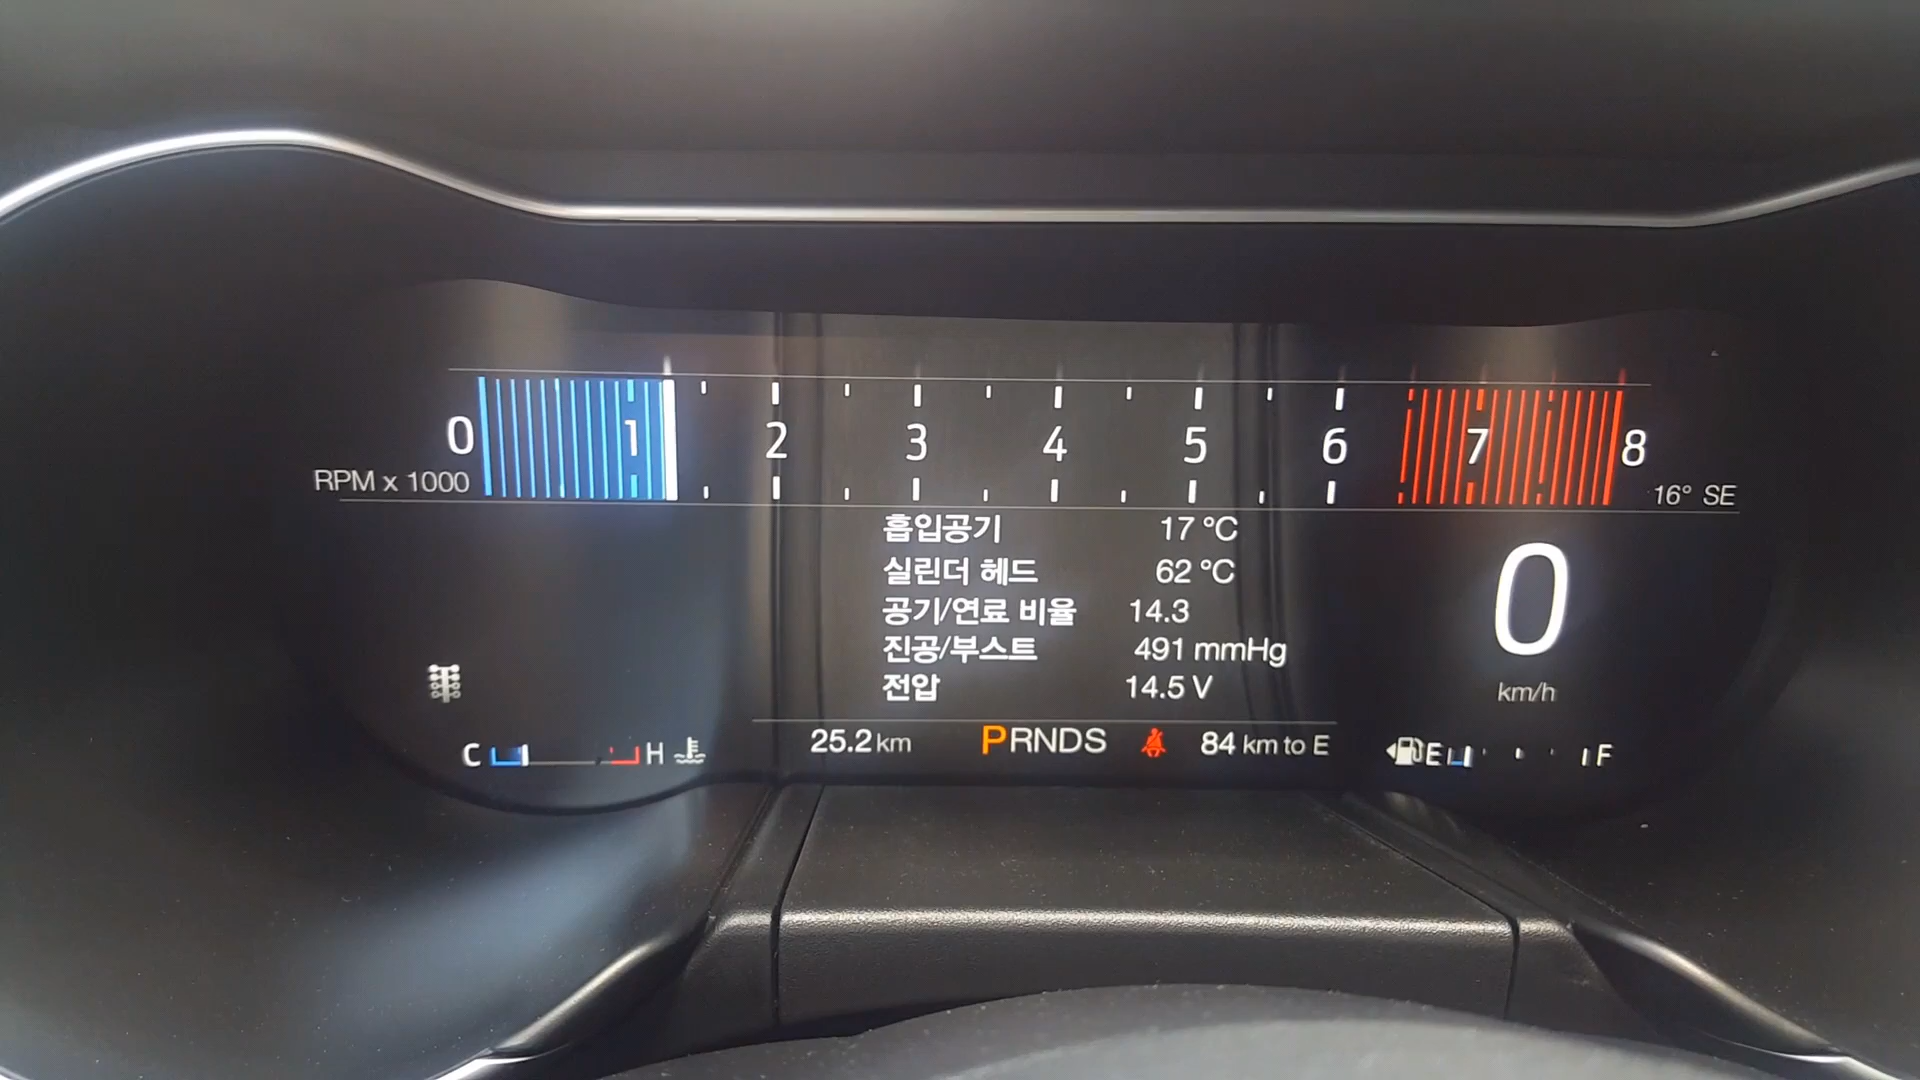 0 1 2 3 4 5 6 7 8
RPM x 1000
16° SE
흡입공기 17 °C
실린더 헤드 62 °C
공기/연료 비율 14.3
진공/부스트 491 mmHg
전압 14.5 V
0
km/h
C H
25.2 km PRNDS 84 km to E
E F